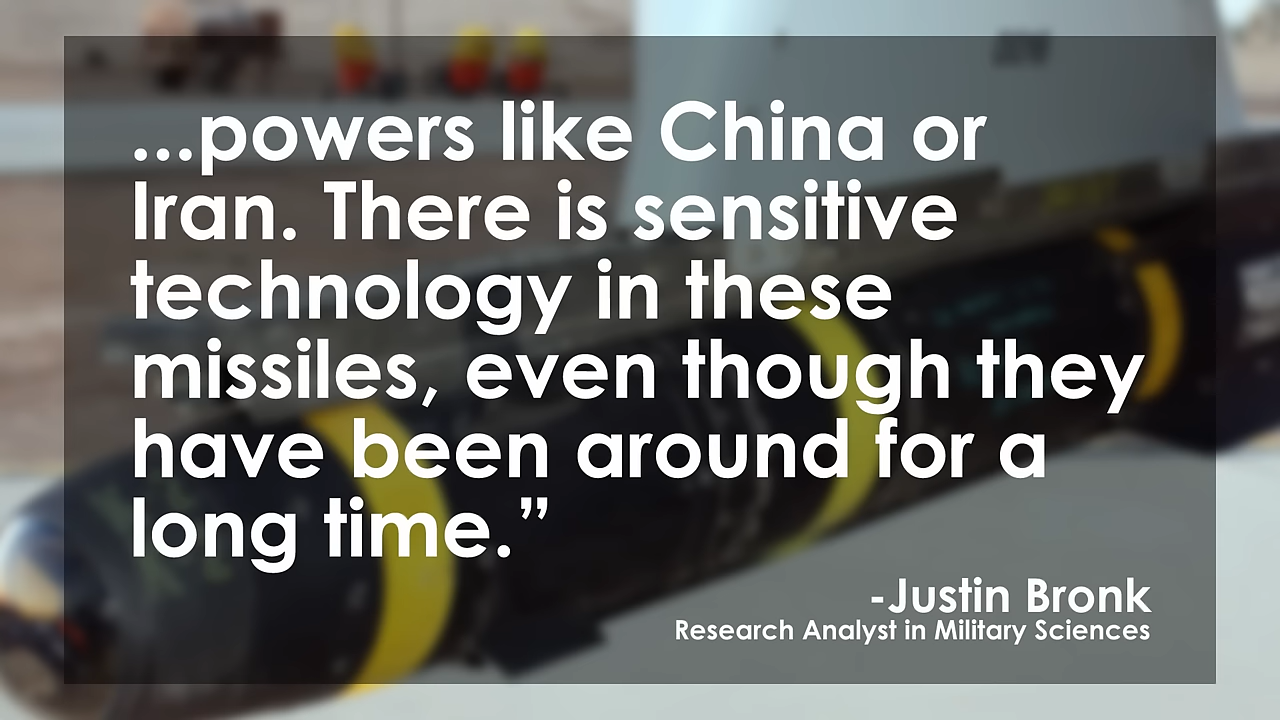 ...powers like China or
Iran. There is sensitive
technology in these
missiles, even though they
have been around for a
long time.”
-Justin Bronk
Research Analyst in Military Sciences